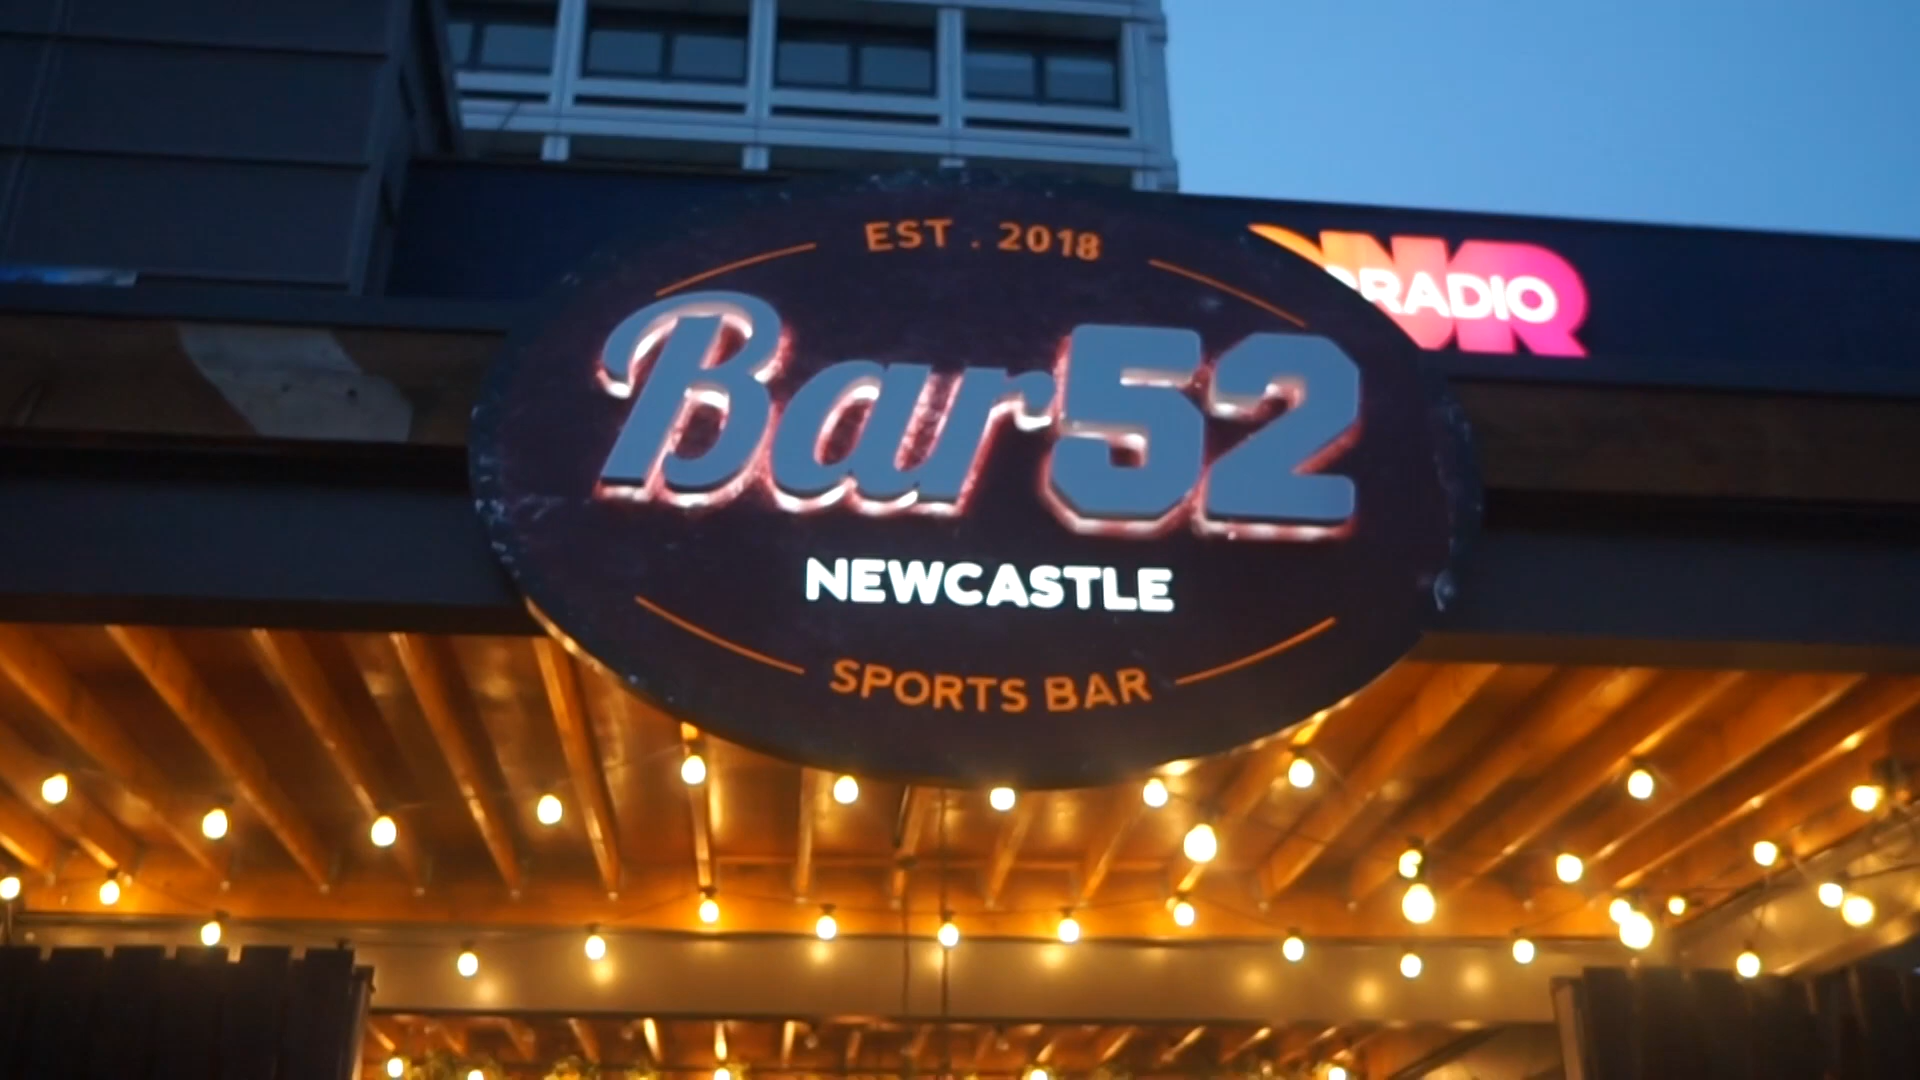 EST . 2018
Bar52
NEWCASTLE
SPORTS BAR
RADIO